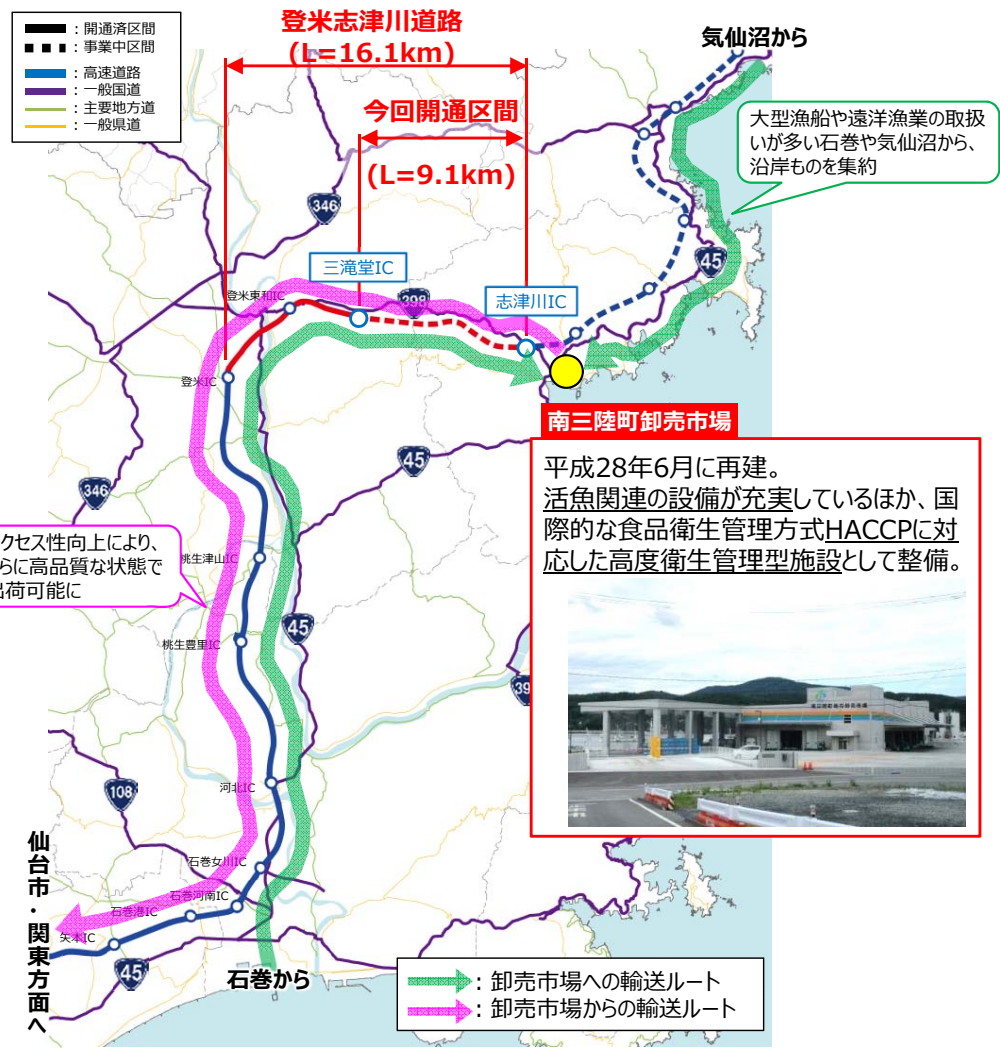 ：開通済区間
：事業中区間
：高速道路
：一般国道
：主要地方道
：一般県道
登米志津川道路
(L=16.1km)
今回開通区間
(L=9.1km)
気仙沼から
大型漁船や遠洋漁業の取扱
いが多い石巻や気仙沼から、
沿岸ものを集約
346
45
三滝堂IC
398
登米東和IC
志津川IC
登米IC
南三陸町卸売市場
平成28年6月に再建。
活魚関連の設備が充実しているほか、国
際的な食品衛生管理方式HACCPに対
応した高度衛生管理型施設として整備。
45
346
クセス性向上により、
らに高品質な状態で
出荷可能に
桃生津山IC
45
桃生豊里IC
39
河北IC
108
石巻女川IC
石巻河南IC
石巻港IC
矢本IC
仙台市・関東方面へ
45
石巻から
：卸売市場への輸送ルート
：卸売市場からの輸送ルート